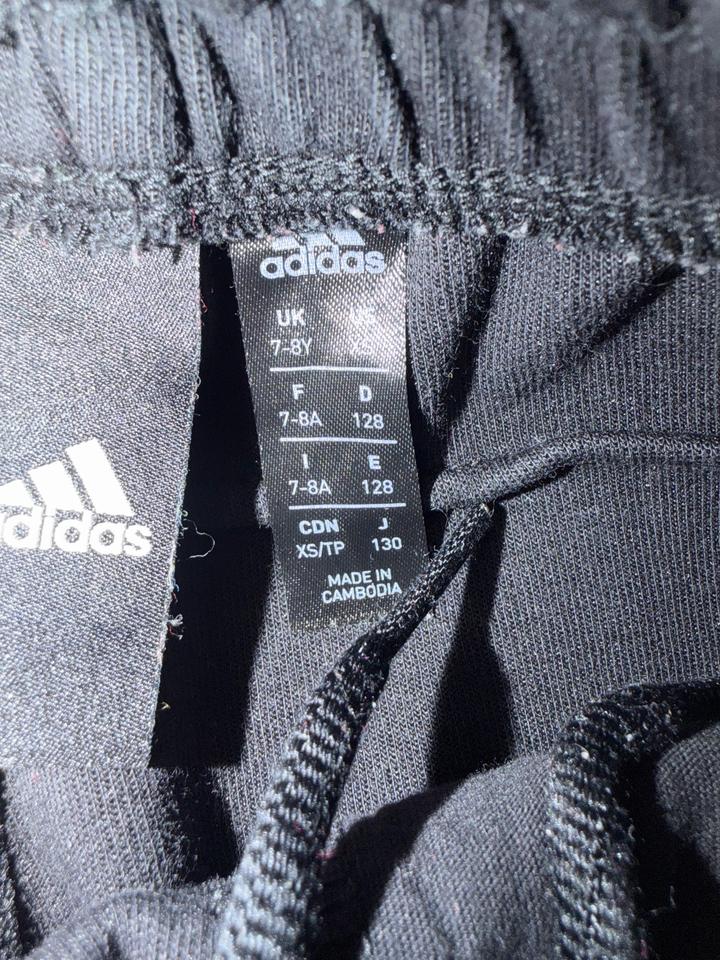 adidas
UK
7-8Y
F D
7-8A 128
I E
7-8A 128
CDN J
XS/TP 130
MADE IN
CAMBODIA
adidas